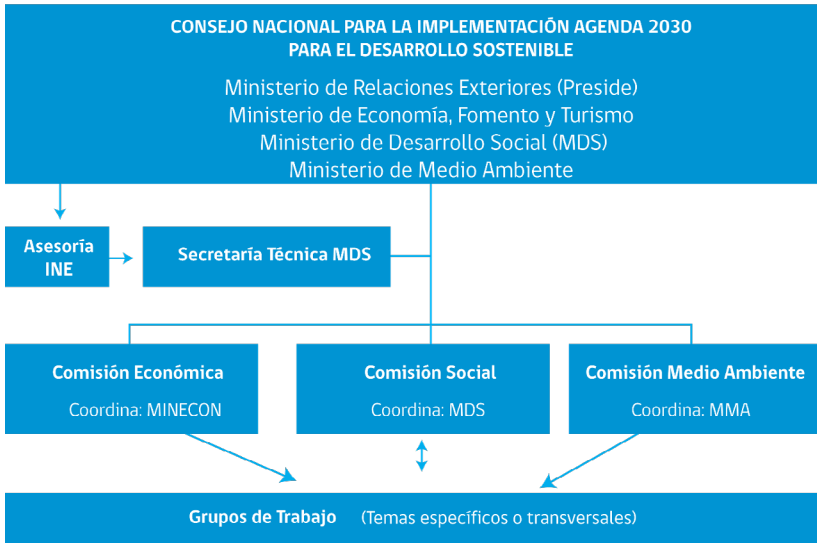 CONSEJO NACIONAL PARA LA IMPLEMENTACIÓN AGENDA 2030
PARA EL DESARROLLO SOSTENIBLE
Ministerio de Relaciones Exteriores (Preside)
Ministerio de Economía, Fomento y Turismo
Ministerio de Desarrollo Social (MDS)
Ministerio de Medio Ambiente
Asesoría
INE
Secretaría Técnica MDS
Comisión Económica
Coordina: MINECON
Comisión Social
Coordina: MDS
Comisión Medio Ambiente
Coordina: MMA
Grupos de Trabajo (Temas específicos o transversales)